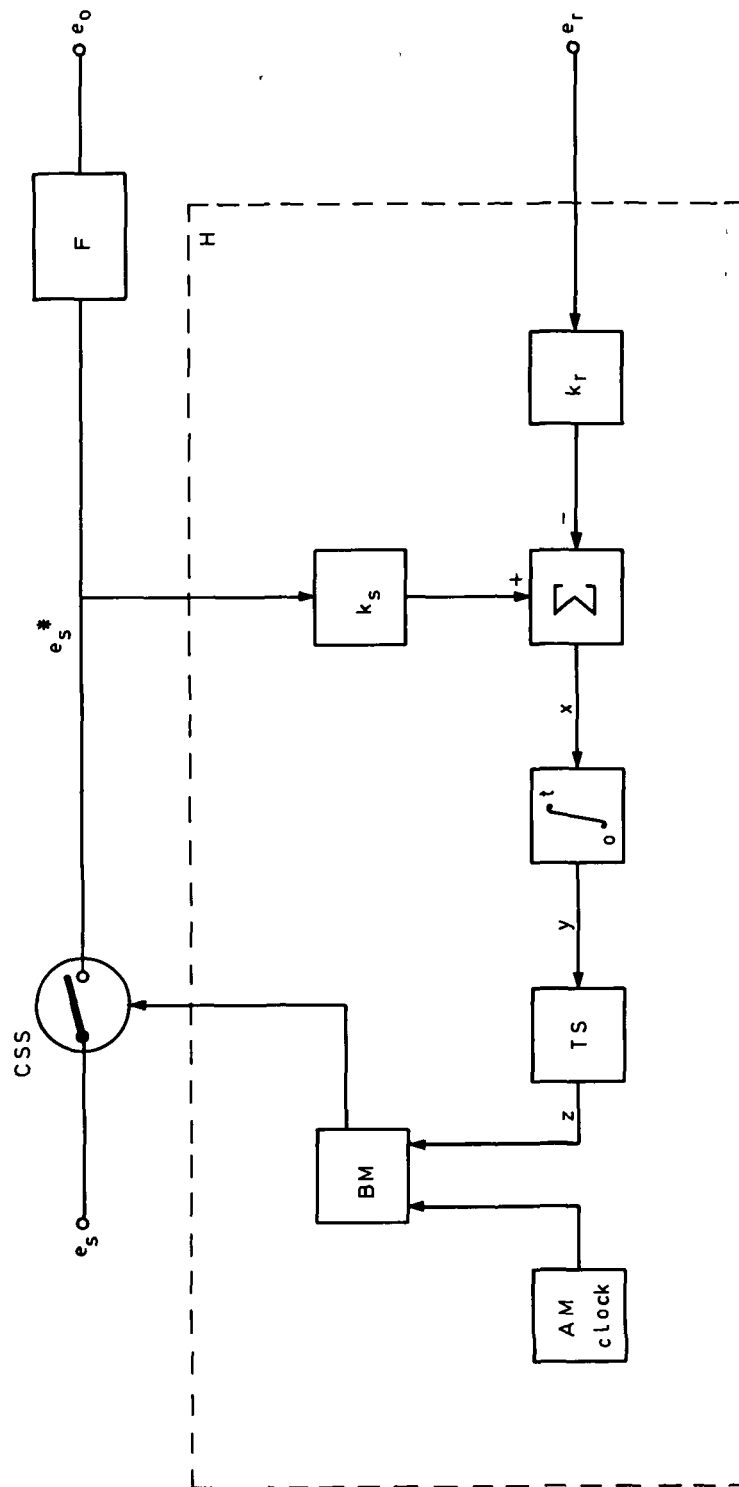 CSS
e_s
e_s*
F
e_o
H
BM
k_s
AM
clock
z
TS
y
∫_o^t
x
Σ
+
−
k_r
e_r